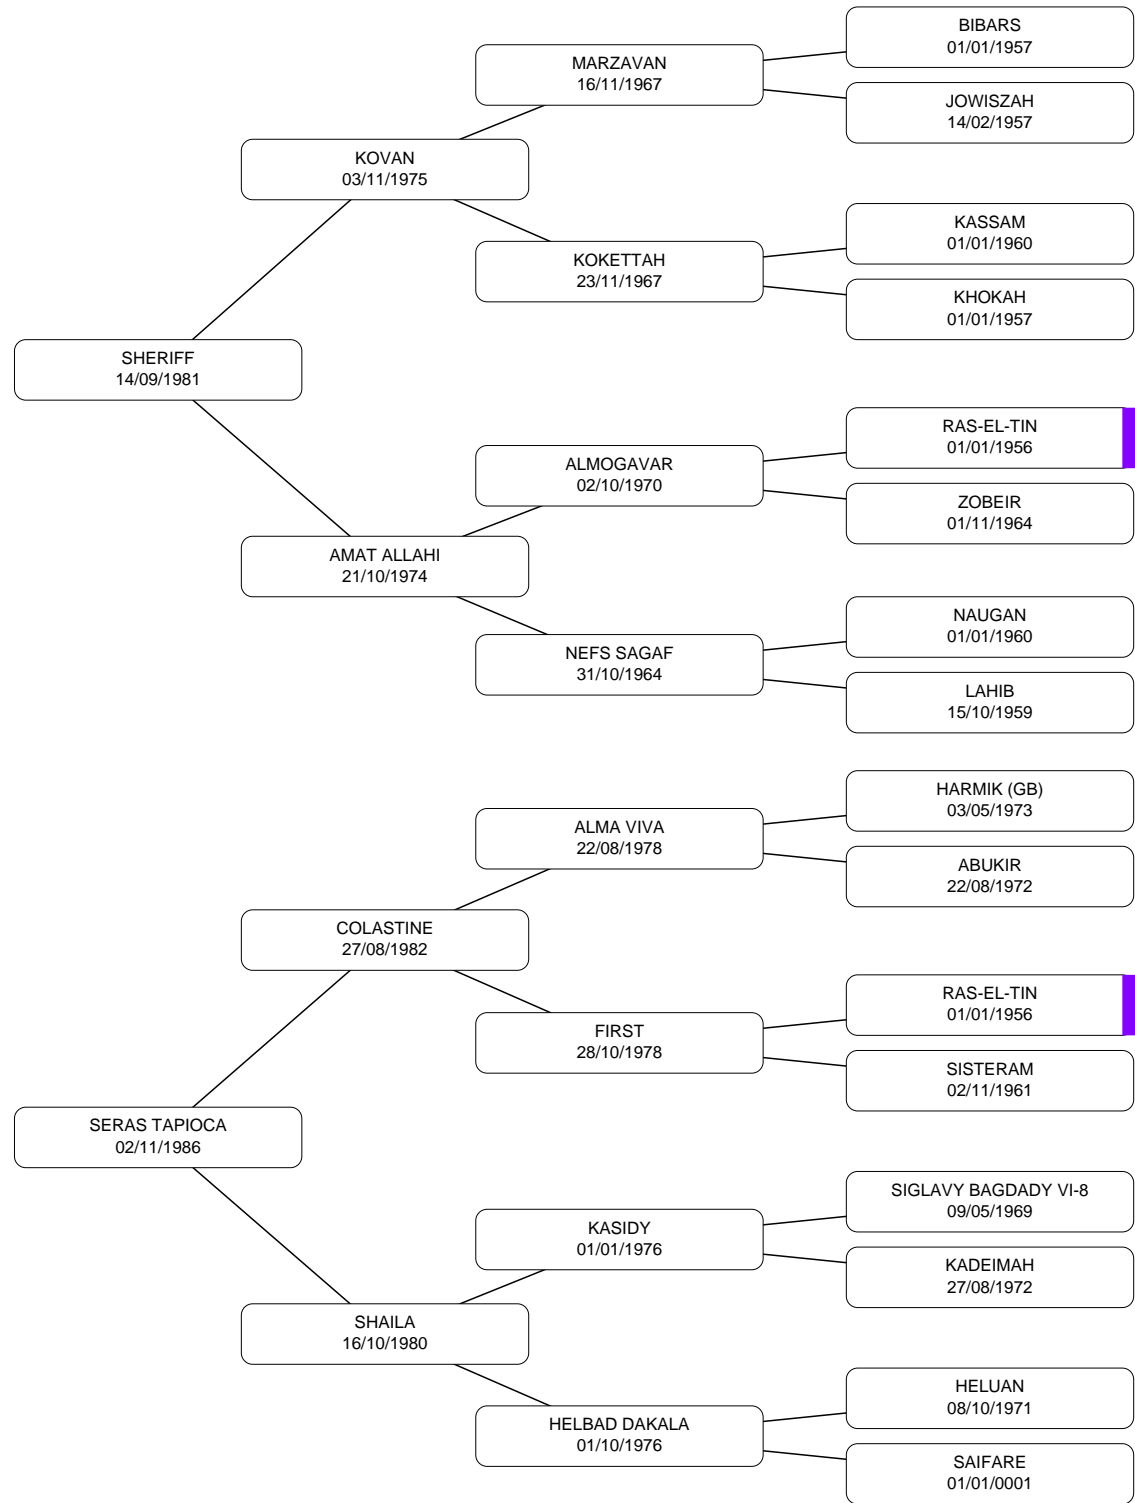 BIBARS
01/01/1957
MARZAVAN
16/11/1967
JOWISZAH
14/02/1957
KOVAN
03/11/1975
KASSAM
01/01/1960
KOKETTAH
23/11/1967
KHOKAH
01/01/1957
SHERIFF
14/09/1981
RAS-EL-TIN
01/01/1956
ALMOGAVAR
02/10/1970
ZOBEIR
01/11/1964
AMAT ALLAHI
21/10/1974
NAUGAN
01/01/1960
NEFS SAGAF
31/10/1964
LAHIB
15/10/1959
HARMIK (GB)
03/05/1973
ALMA VIVA
22/08/1978
ABUKIR
22/08/1972
COLASTINE
27/08/1982
RAS-EL-TIN
01/01/1956
FIRST
28/10/1978
SISTERAM
02/11/1961
SERAS TAPIOCA
02/11/1986
SIGLAVY BAGDADY VI-8
09/05/1969
KASIDY
01/01/1976
KADEIMAH
27/08/1972
SHAILA
16/10/1980
HELUAN
08/10/1971
HELBAD DAKALA
01/10/1976
SAIFARE
01/01/0001